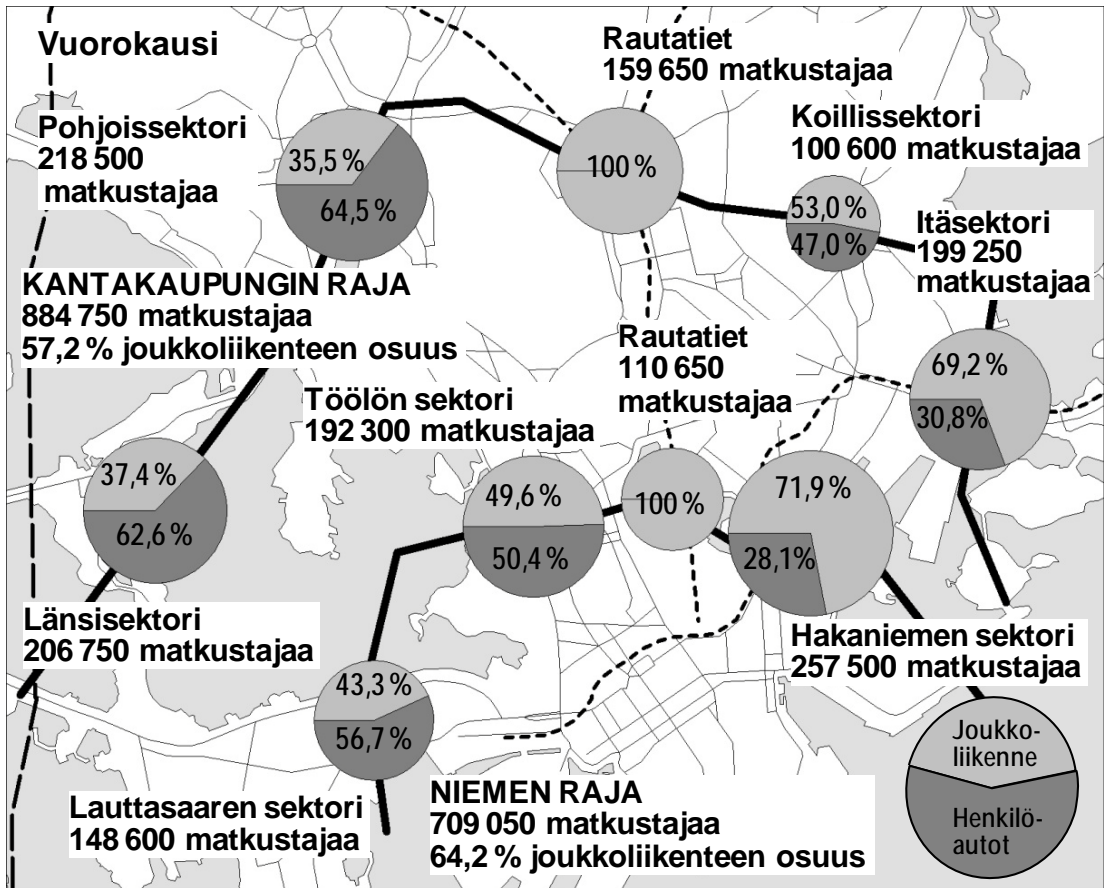 Vuorokausi
Pohjoissektori
218 500
matkustajaa
35,5 %
64,5 %
Rautatiet
159 650 matkustajaa
100 %
Koillissektori
100 600 matkustajaa
53,0 %
47,0 %
Itäsektori
199 250
matkustajaa
69,2 %
30,8%
KANTAKAUPUNGIN RAJA
884 750 matkustajaa
57,2 % joukkoliikenteen osuus
Töölön sektori
192 300 matkustajaa
49,6 %
50,4 %
Rautatiet
110 650
matkustajaa
100 %
71,9 %
28,1%
Hakaniemen sektori
257 500 matkustajaa
37,4 %
62,6 %
Länsisektori
206 750 matkustajaa
43,3 %
56,7 %
Lauttasaaren sektori
148 600 matkustajaa
NIEMEN RAJA
709 050 matkustajaa
64,2 % joukkoliikenteen osuus
Joukko-
liikenne
Henkilö-
autot